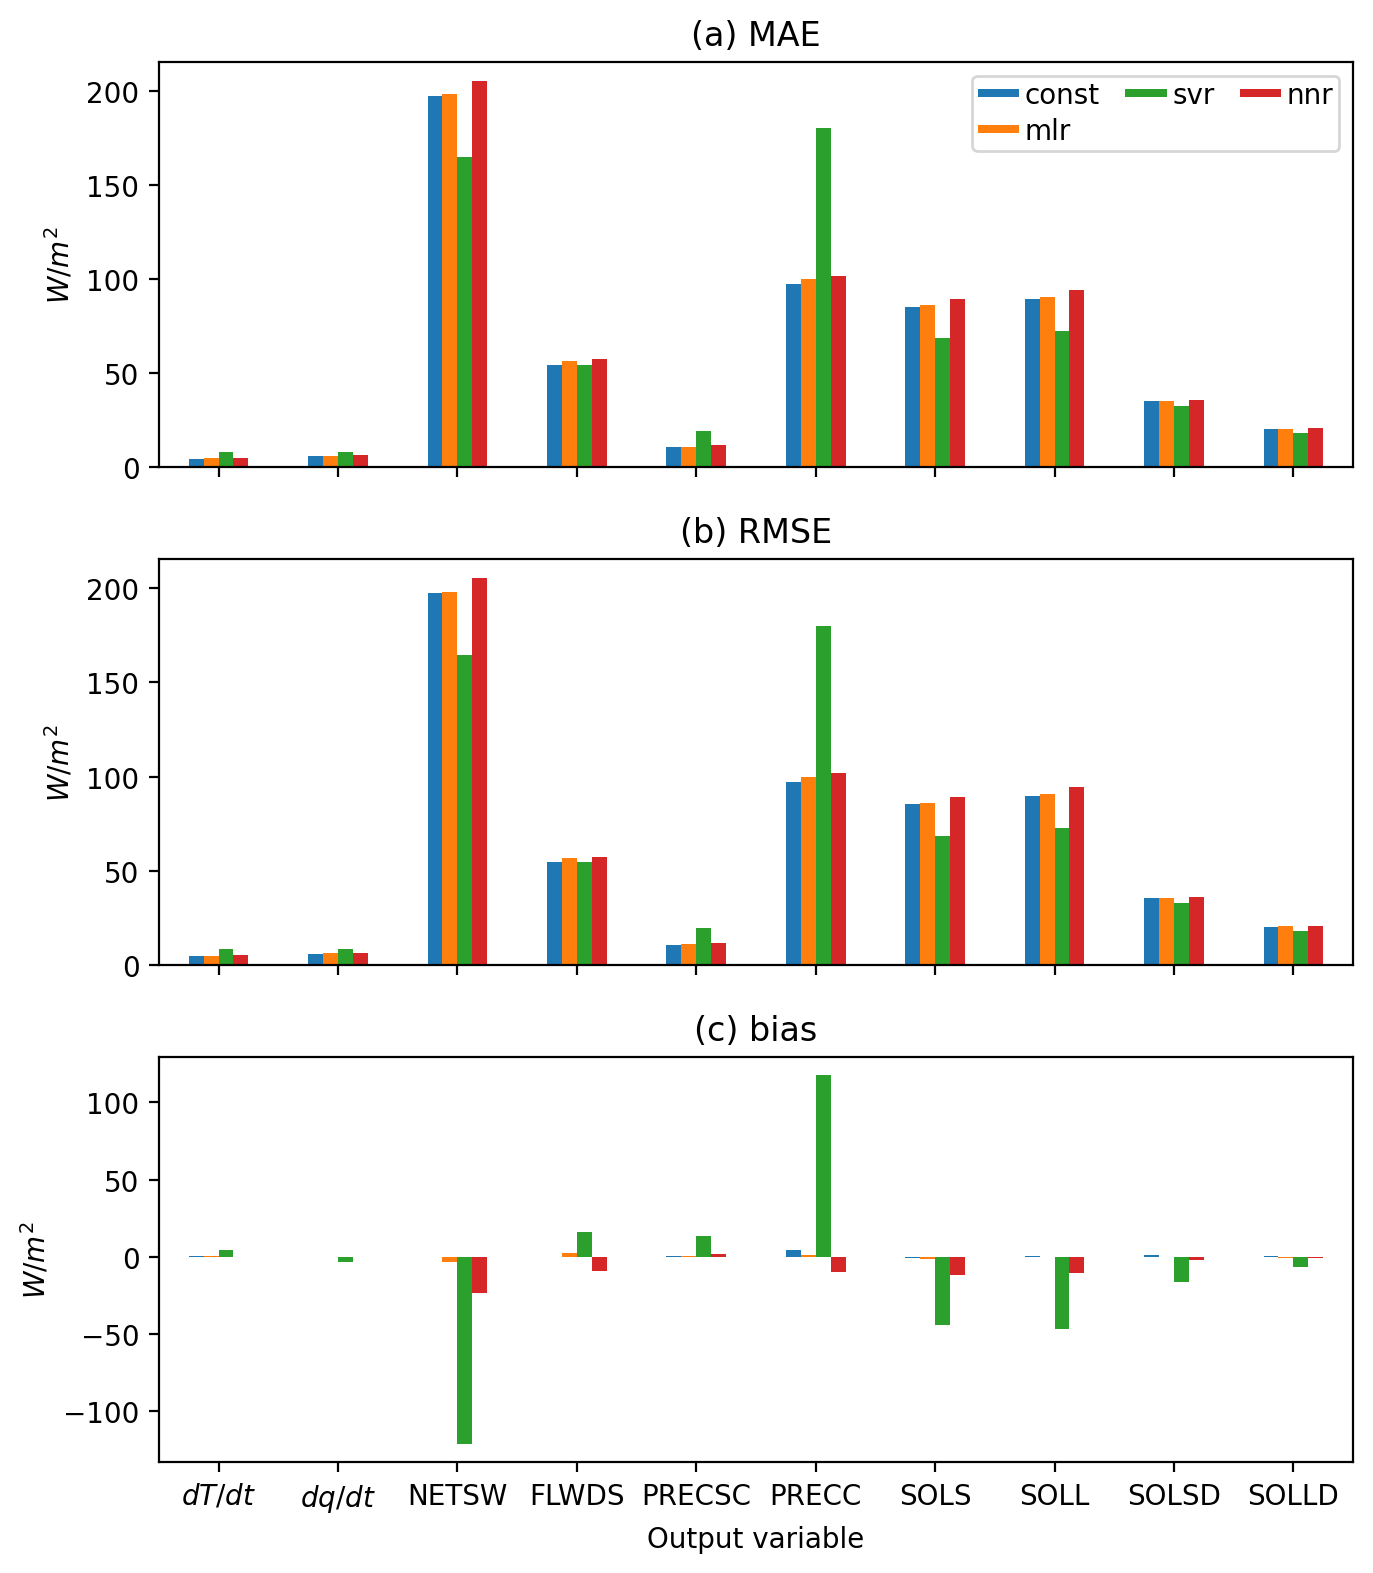 (a) MAE
200
150
100
50
0
W/m²
const svr nnr
mlr
(b) RMSE
200
150
100
50
0
W/m²
(c) bias
100
50
0
−50
−100
W/m²
dT/dt dq/dt NETSW FLWDS PRECSC PRECC SOLS SOLL SOLSD SOLLD
Output variable